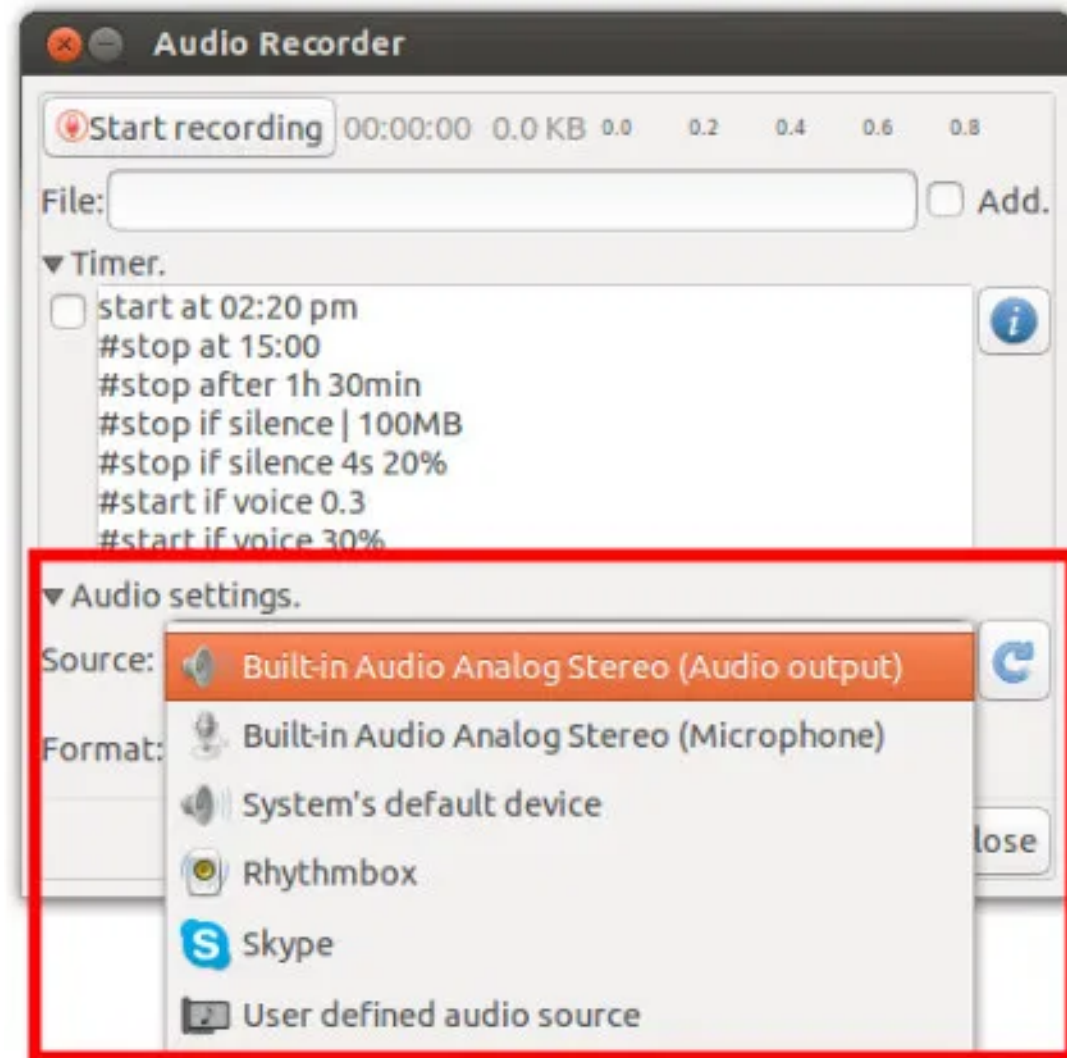 Audio Recorder
Start recording 00:00:00 0.0 KB 0.0 0.2 0.4 0.6 0.8
File: Add.
Timer.
start at 02:20 pm
#stop at 15:00
#stop after 1h 30min
#stop if silence | 100MB
#stop if silence 4s 20%
#start if voice 0.3
#start if voice 30%
Audio settings.
Source: Built-in Audio Analog Stereo (Audio output)
Format: Built-in Audio Analog Stereo (Microphone)
System's default device
lose
Rhythmbox
Skype
User defined audio source